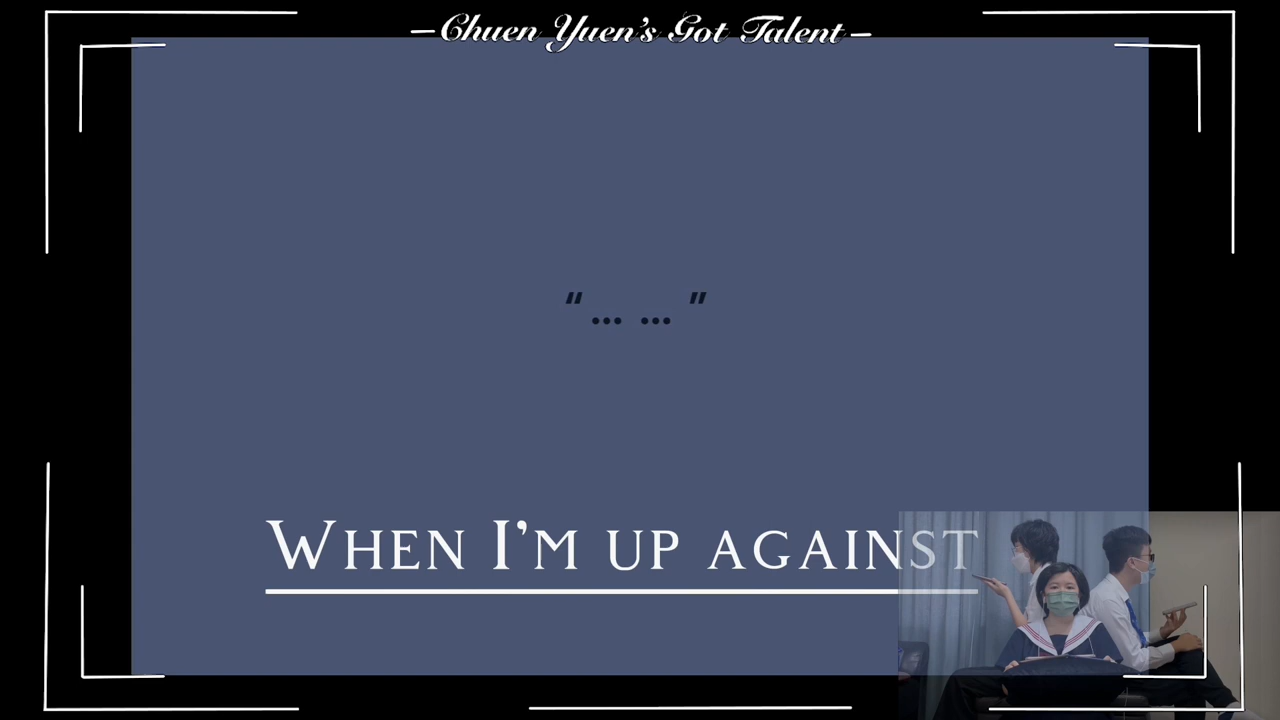 —Chuen Yuen's Got Talent—
"... ..."
When I'm up against